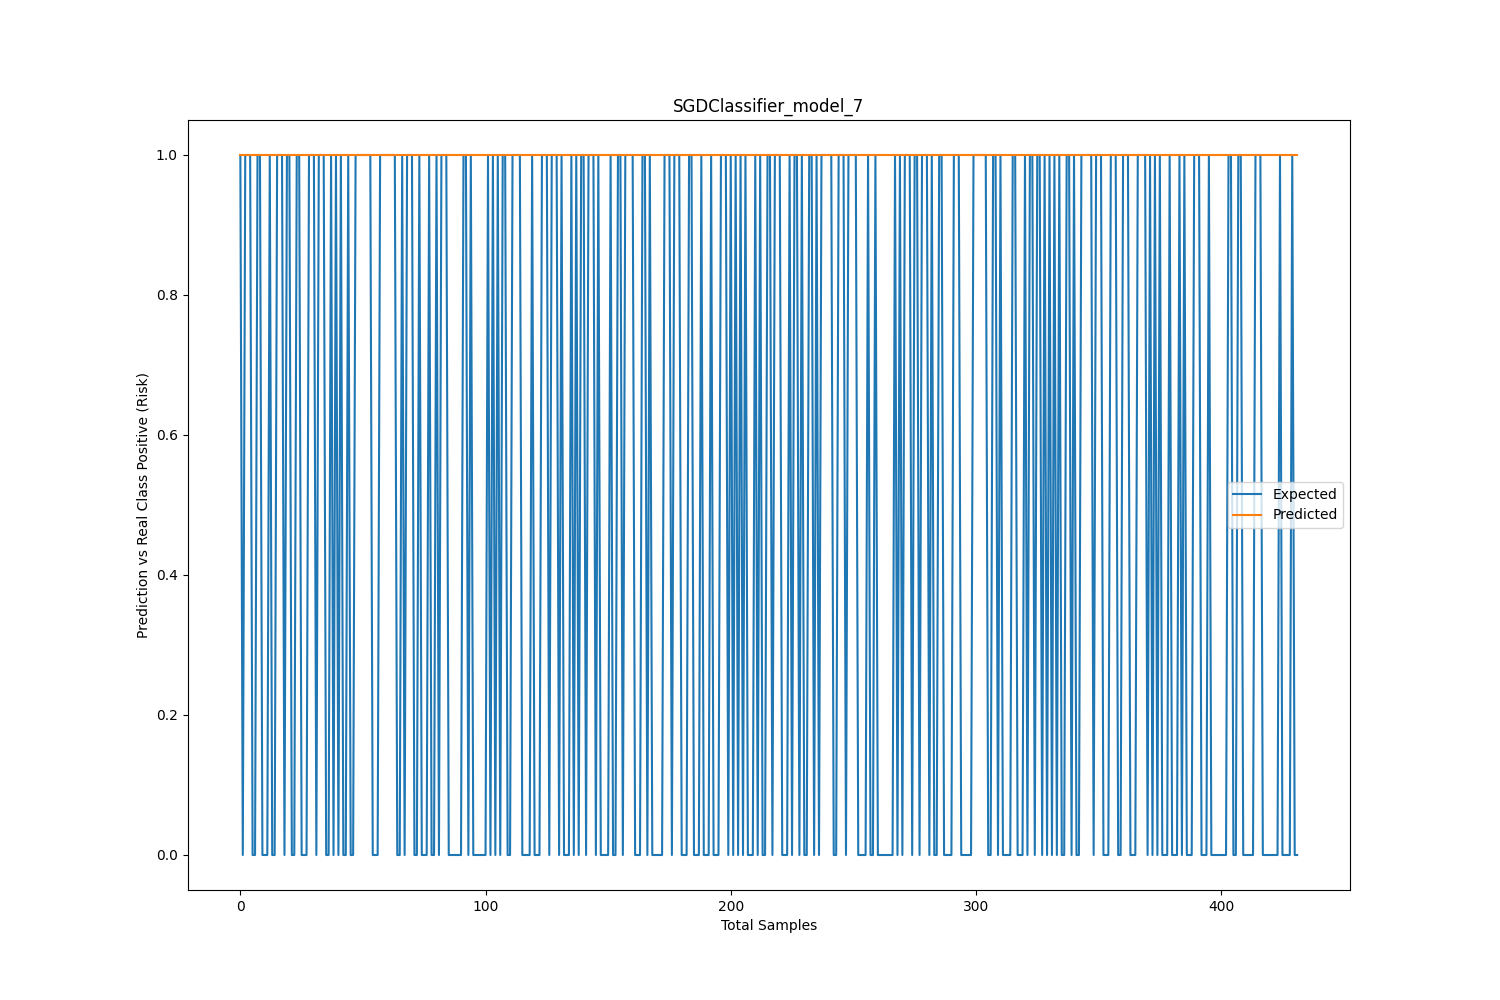 SGDClassifier_model_7
1.0
0.8
0.6
0.4
0.2
0.0
Prediction vs Real Class Positive (Risk)
Expected
Predicted
0 100 200 300 400
Total Samples